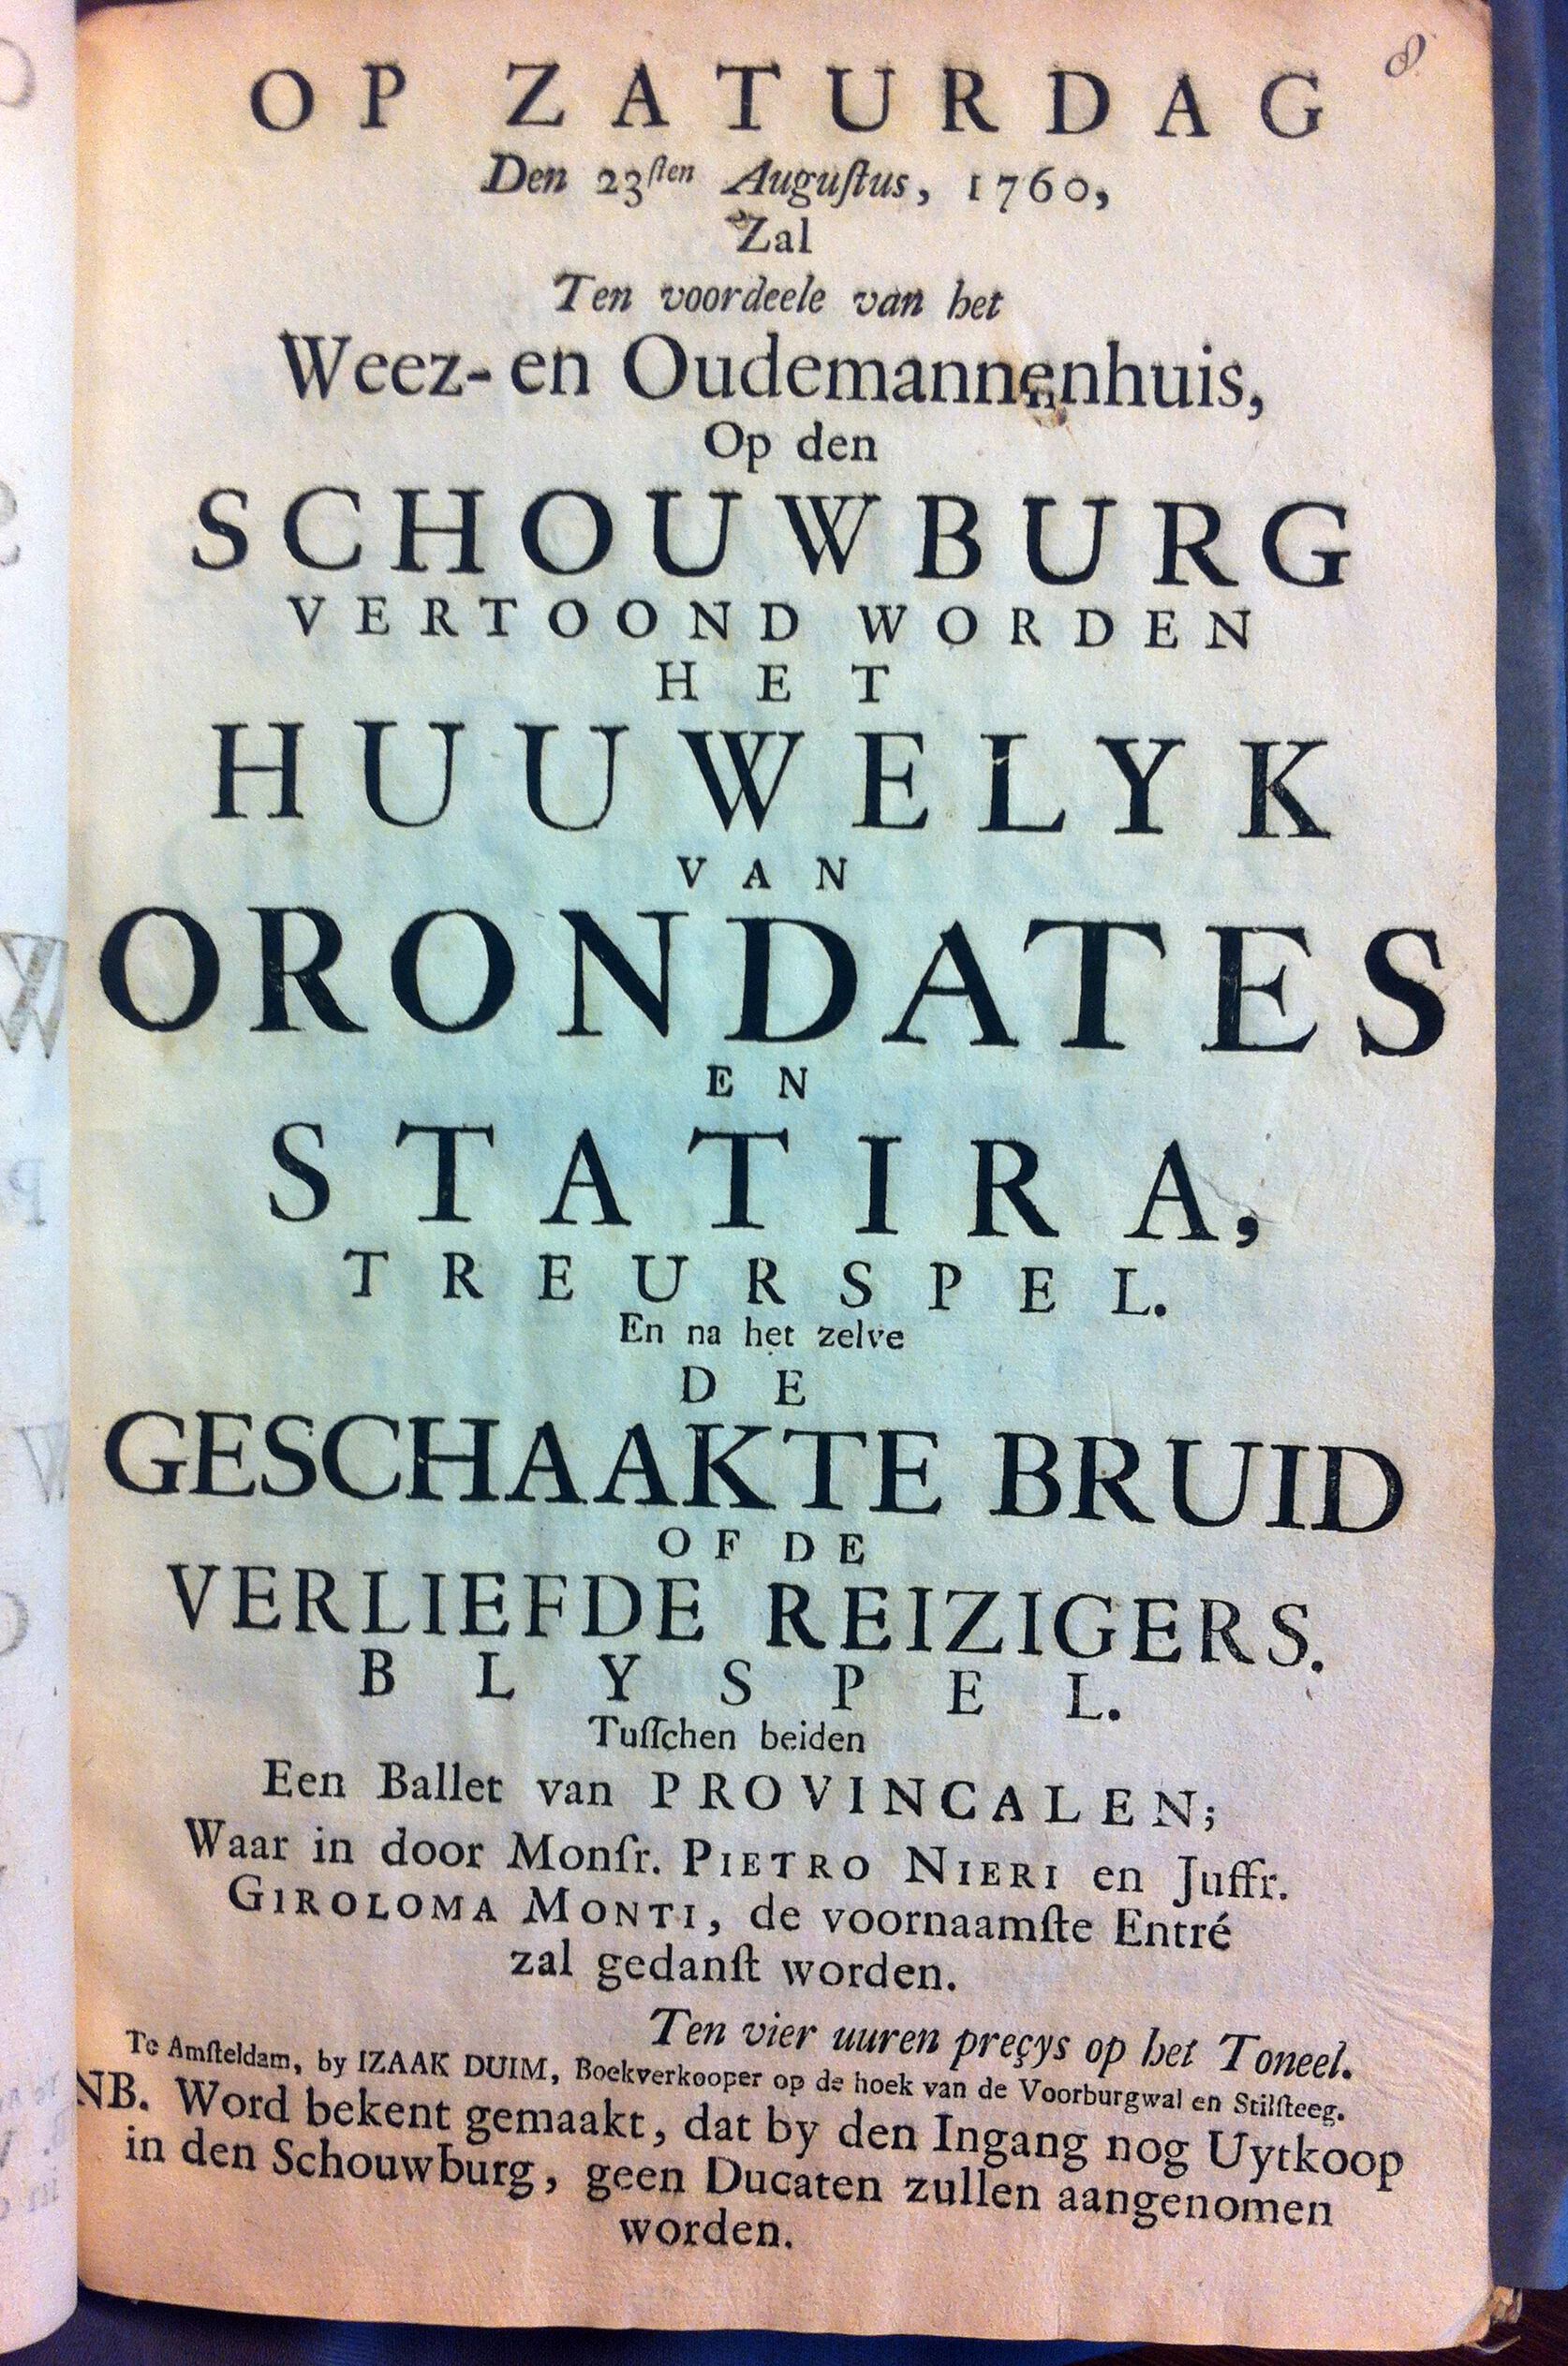 8
OP ZATURDAG
Den 23ſten Auguſtus, 1760,
Zal
Ten voordeele van het
Weez- en Oudemannenhuis,
Op den
SCHOUWBURG
VERTOOND WORDEN
HET
HUUWELYK
VAN
ORONDATES
EN
STATIRA,
TREURSPEL.
En na het zelve
DE
GESCHAAKTE BRUID
OF DE
VERLIEFDE REIZIGERS.
BLYSPEL.
Tuſſchen beiden
Een Ballet van PROVINCALEN;
Waar in door Monſr. PIETRO NIERI en Juffr.
GIROLOMA MONTI, de voornaamſte Entré
zal gedanſt worden.
Ten vier uuren preçys op het Toneel.
Te Amſteldam, by IZAAK DUIM, Boekverkooper op de hoek van de Voorburgwal en Stilſteeg.
NB. Word bekent gemaakt, dat by den Ingang nog Uytkoop
in den Schouwburg, geen Ducaten zullen aangenomen
worden.